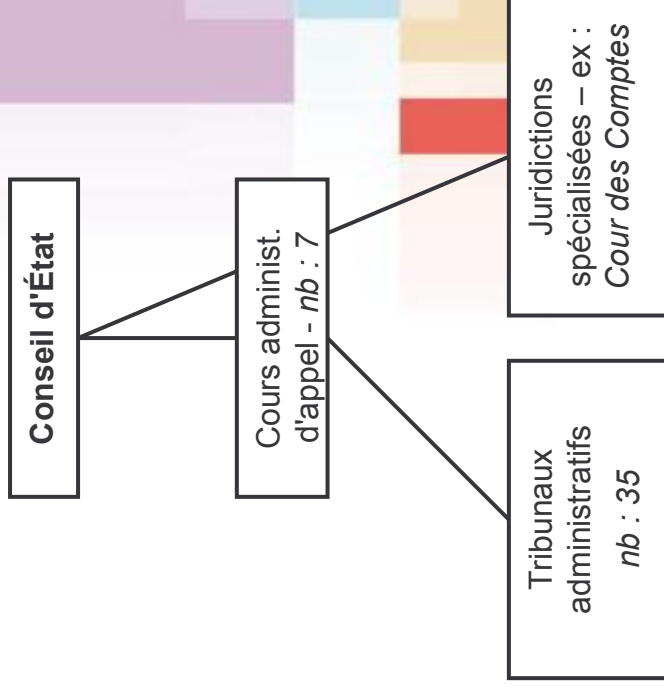 Conseil d'État
Cours administ.
d'appel - nb : 7
Tribunaux
administratifs
nb : 35
Juridictions
spécialisées – ex :
Cour des Comptes